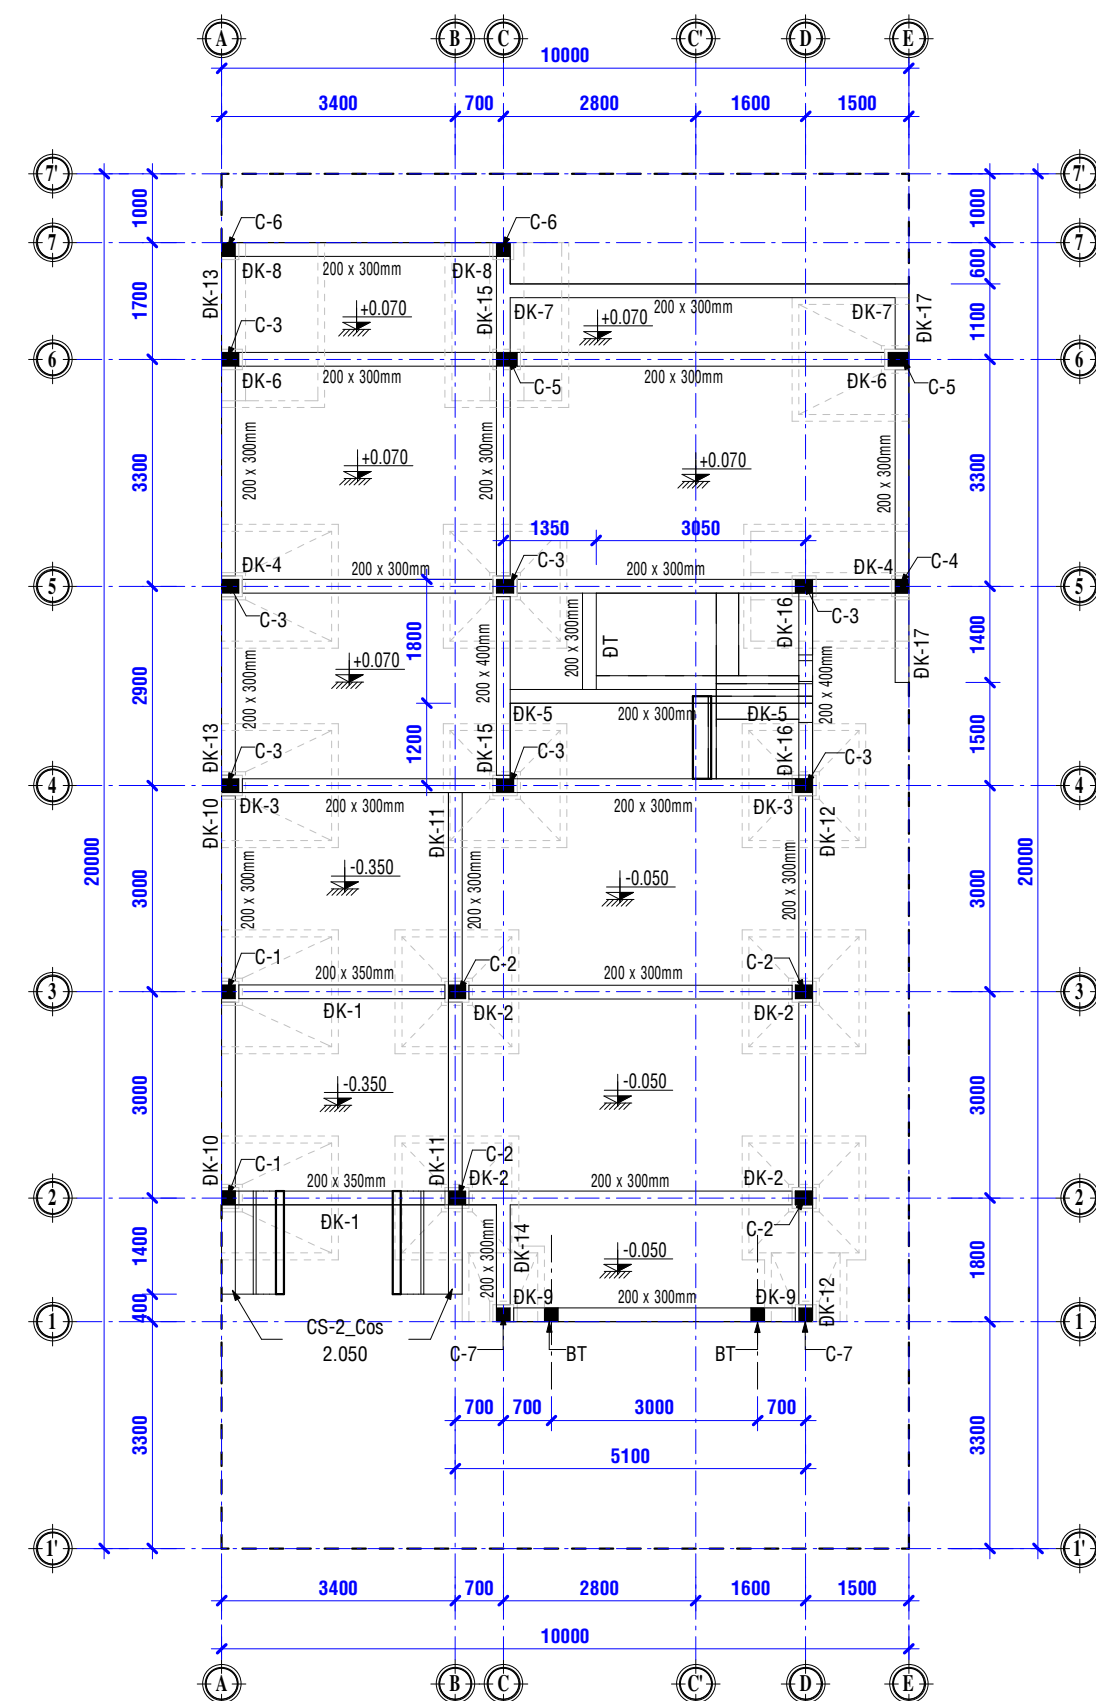 A B C C' D E
10000
3400 700 2800 1600 1500
7' 7'
1000 1000
7 C-6 C-6 7
ĐK-13 ĐK-8 200 x 300mm ĐK-8 ĐK-15 600
1700 +0.070 ĐK-7 200 x 300mm +0.070 ĐK-7 ĐK-17 1100
C-3
6 6
ĐK-6 200 x 300mm C-5 200 x 300mm ĐK-6 C-5
3300 200 x 300mm +0.070 200 x 300mm +0.070 200 x 300mm 3300
1350 3050
ĐK-4 200 x 300mm C-3 200 x 300mm ĐK-4 C-4
5 5
C-3 ĐK-16 C-3
2900 200 x 300mm +0.070 1800 200 x 400mm 200 x 300mm ĐT 200 x 400mm ĐK-17 1400
ĐK-5 200 x 300mm ĐK-5
ĐK-13 C-3 1200 ĐK-15 C-3 ĐK-16 C-3 1500
4 4
ĐK-10 ĐK-3 200 x 300mm ĐK-11 200 x 300mm ĐK-3 ĐK-12
20000 20000
3000 200 x 300mm -0.350 200 x 300mm -0.050 200 x 300mm 3000
C-1 200 x 350mm C-2 200 x 300mm C-2
3 3
ĐK-1 ĐK-2 ĐK-2
3000 -0.350 -0.050 3000
ĐK-10 C-1 200 x 350mm ĐK-11 C-2 ĐK-2 200 x 300mm ĐK-2
2 2
ĐK-1 C-2
1400 200 x 300mm ĐK-14 -0.050 1800
400 ĐK-9 200 x 300mm ĐK-9 ĐK-12
1 1
CS-2_Cos
2.050 C-7 BT BT C-7
700 700 3000 700
3300 5100 3300
1' 1'
3400 700 2800 1600 1500
10000
A B C C' D E